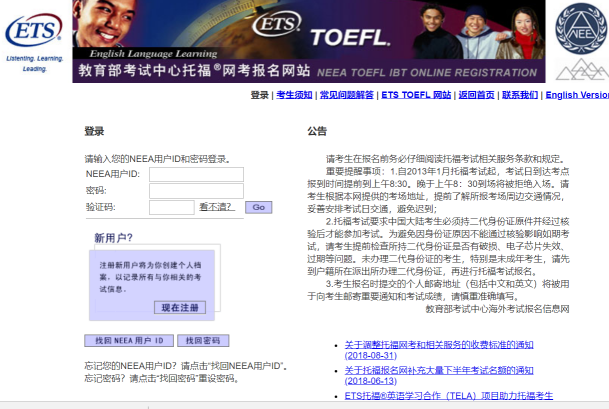 ETS.
Listening. Learning.
Leading.
ETS. TOEFL.
English Language Learning
教育部考试中心托福®网考报名网站 NEEA TOEFL IBT ONLINE REGISTRATION
NEEA
登录 | 考生须知 | 常见问题解答 | ETS TOEFL 网站 | 返回首页 | 联系我们 | English Versio
登录
请输入您的NEEA用户ID和密码登录。
NEEA用户ID:
密码:
验证码: 看不清? Go
新用户?
注册新用户将为你创建个人档
案, 以记录所有与你相关的考
试信息.
现在注册
找回 NEEA 用户 ID 找回密码
忘记您的NEEA用户ID? 请点击“找回NEEA用户ID”。
忘记密码? 请点击“找回密码”重设密码。
公告
请考生在报名前务必仔细阅读托福考试相关服务条款和规定。
重要提醒事项: 1.自2013年1月托福考试起，考试日到达考点
报到时间提前到上午8:30。晚于上午8: 30到场将被拒绝入场。请
考生根据本网提供的考场地址，提前了解所报考场周边交通情况，
妥善安排考试日交通，避免迟到；
2.托福考试要求中国大陆考生必须持二代身份证原件并经过核
验后才能参加考试。为避免因身份证原因不能通过核验影响如期考
试，请考生提前检查所持二代身份证是否有破损、电子芯片失效、
过期等问题。未办理二代身份证的考生，特别是未成年考生，请先
到户籍所在派出所办理二代身份证，再进行托福考试报名。
3.考生报名时提交的个人邮寄地址（包括中文和英文）将被用
于向考生邮寄重要通知和考试成绩，请慎重准确填写。
教育部考试中心海外考试报名信息网
关于调整托福网考和相关服务的收费标准的通知
(2018-08-31)
关于托福报名网补充大量下半年考试名额的通知
(2018-06-13)
ETS托福®英语学习合作（TELA）项目助力托福考生